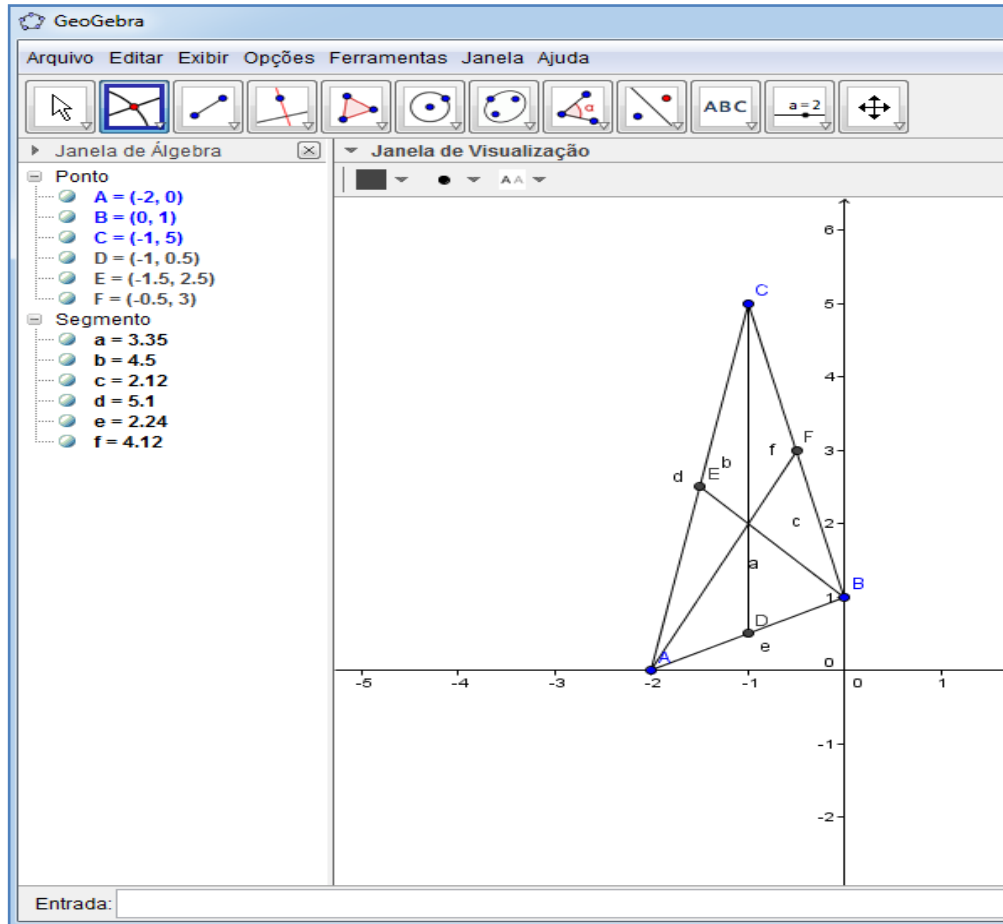 GeoGebra
Arquivo Editar Exibir Opções Ferramentas Janela Ajuda
α
ABC
a = 2
Janela de Álgebra
Ponto
A = (-2, 0)
B = (0, 1)
C = (-1, 5)
D = (-1, 0.5)
E = (-1.5, 2.5)
F = (-0.5, 3)
Segmento
a = 3.35
b = 4.5
c = 2.12
d = 5.1
e = 2.24
f = 4.12
Janela de Visualização
A A
6
C
5
4
f F
3
d E b
c 2
a
B
1
D
e
A 0
-5 -4 -3 -2 -1 0 1
-1
-2
Entrada: